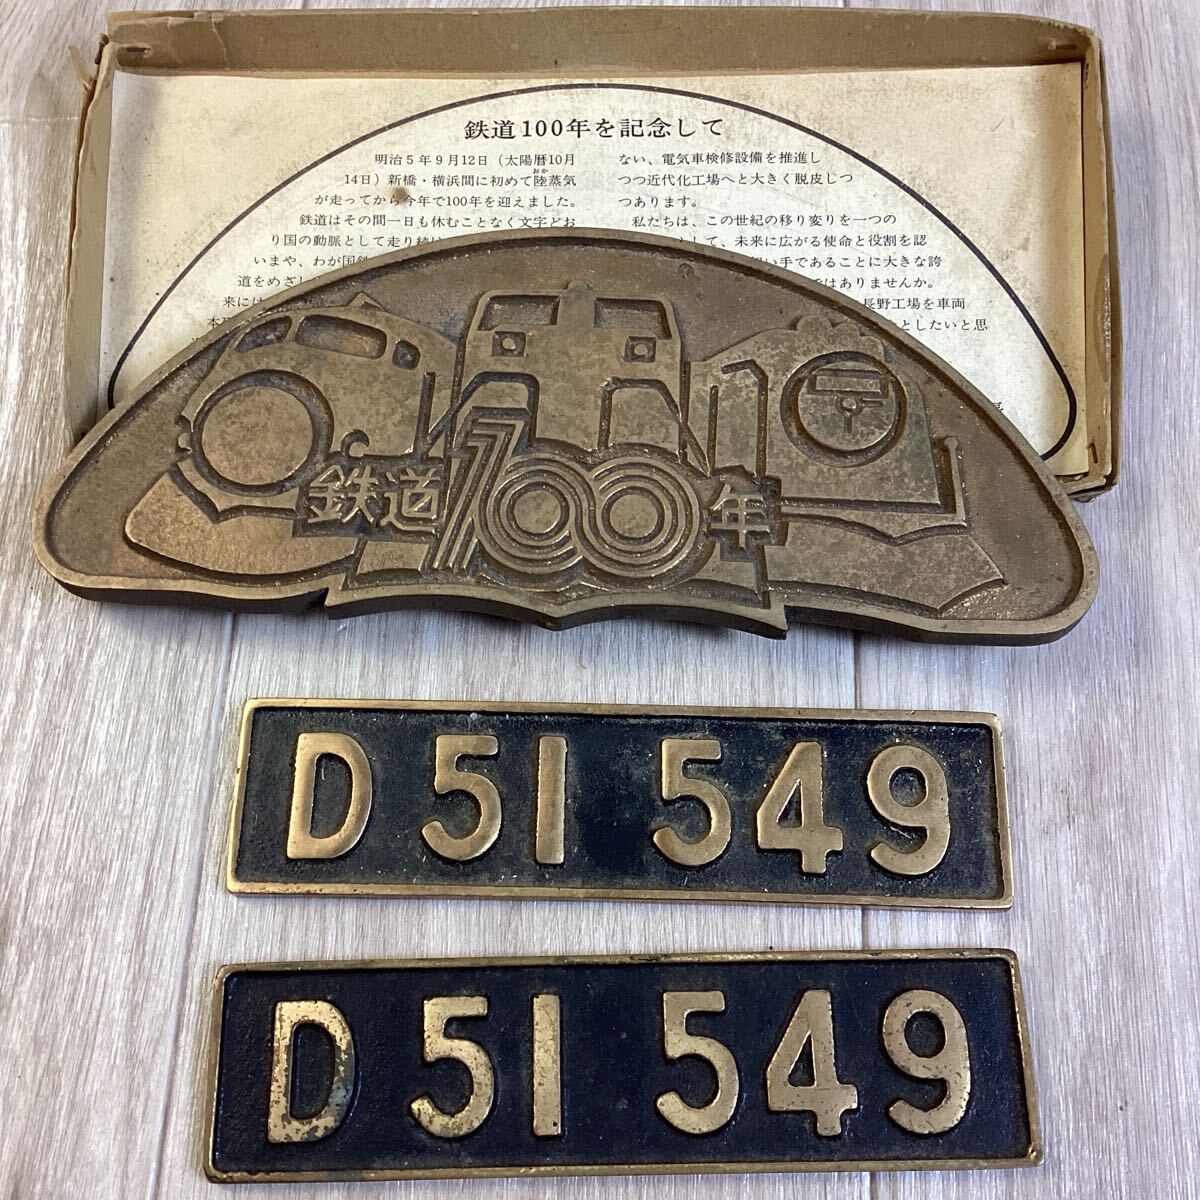 鉄道100年を記念して
明治5年9月12日(太陽暦10月
14日)新橋・横浜間に初めて陸蒸気
おか
が走ってから今年で100年を迎えました。
鉄道はその間一日も休むことなく文字どお
り国の動脈として走り続け
いまや、わが国鉄
道をめざし
来には
ない、電気車検修設備を推進し
つつ近代化工場へと大きく脱皮しつ
つあります。
私たちは、この世紀の移り変りを一つの
として、未来に広がる使命と役割を認
い手であることに大きな誇
ではありませんか。
長野工場を車両
としたいと思
鉄道100年
D51 549
D51 549